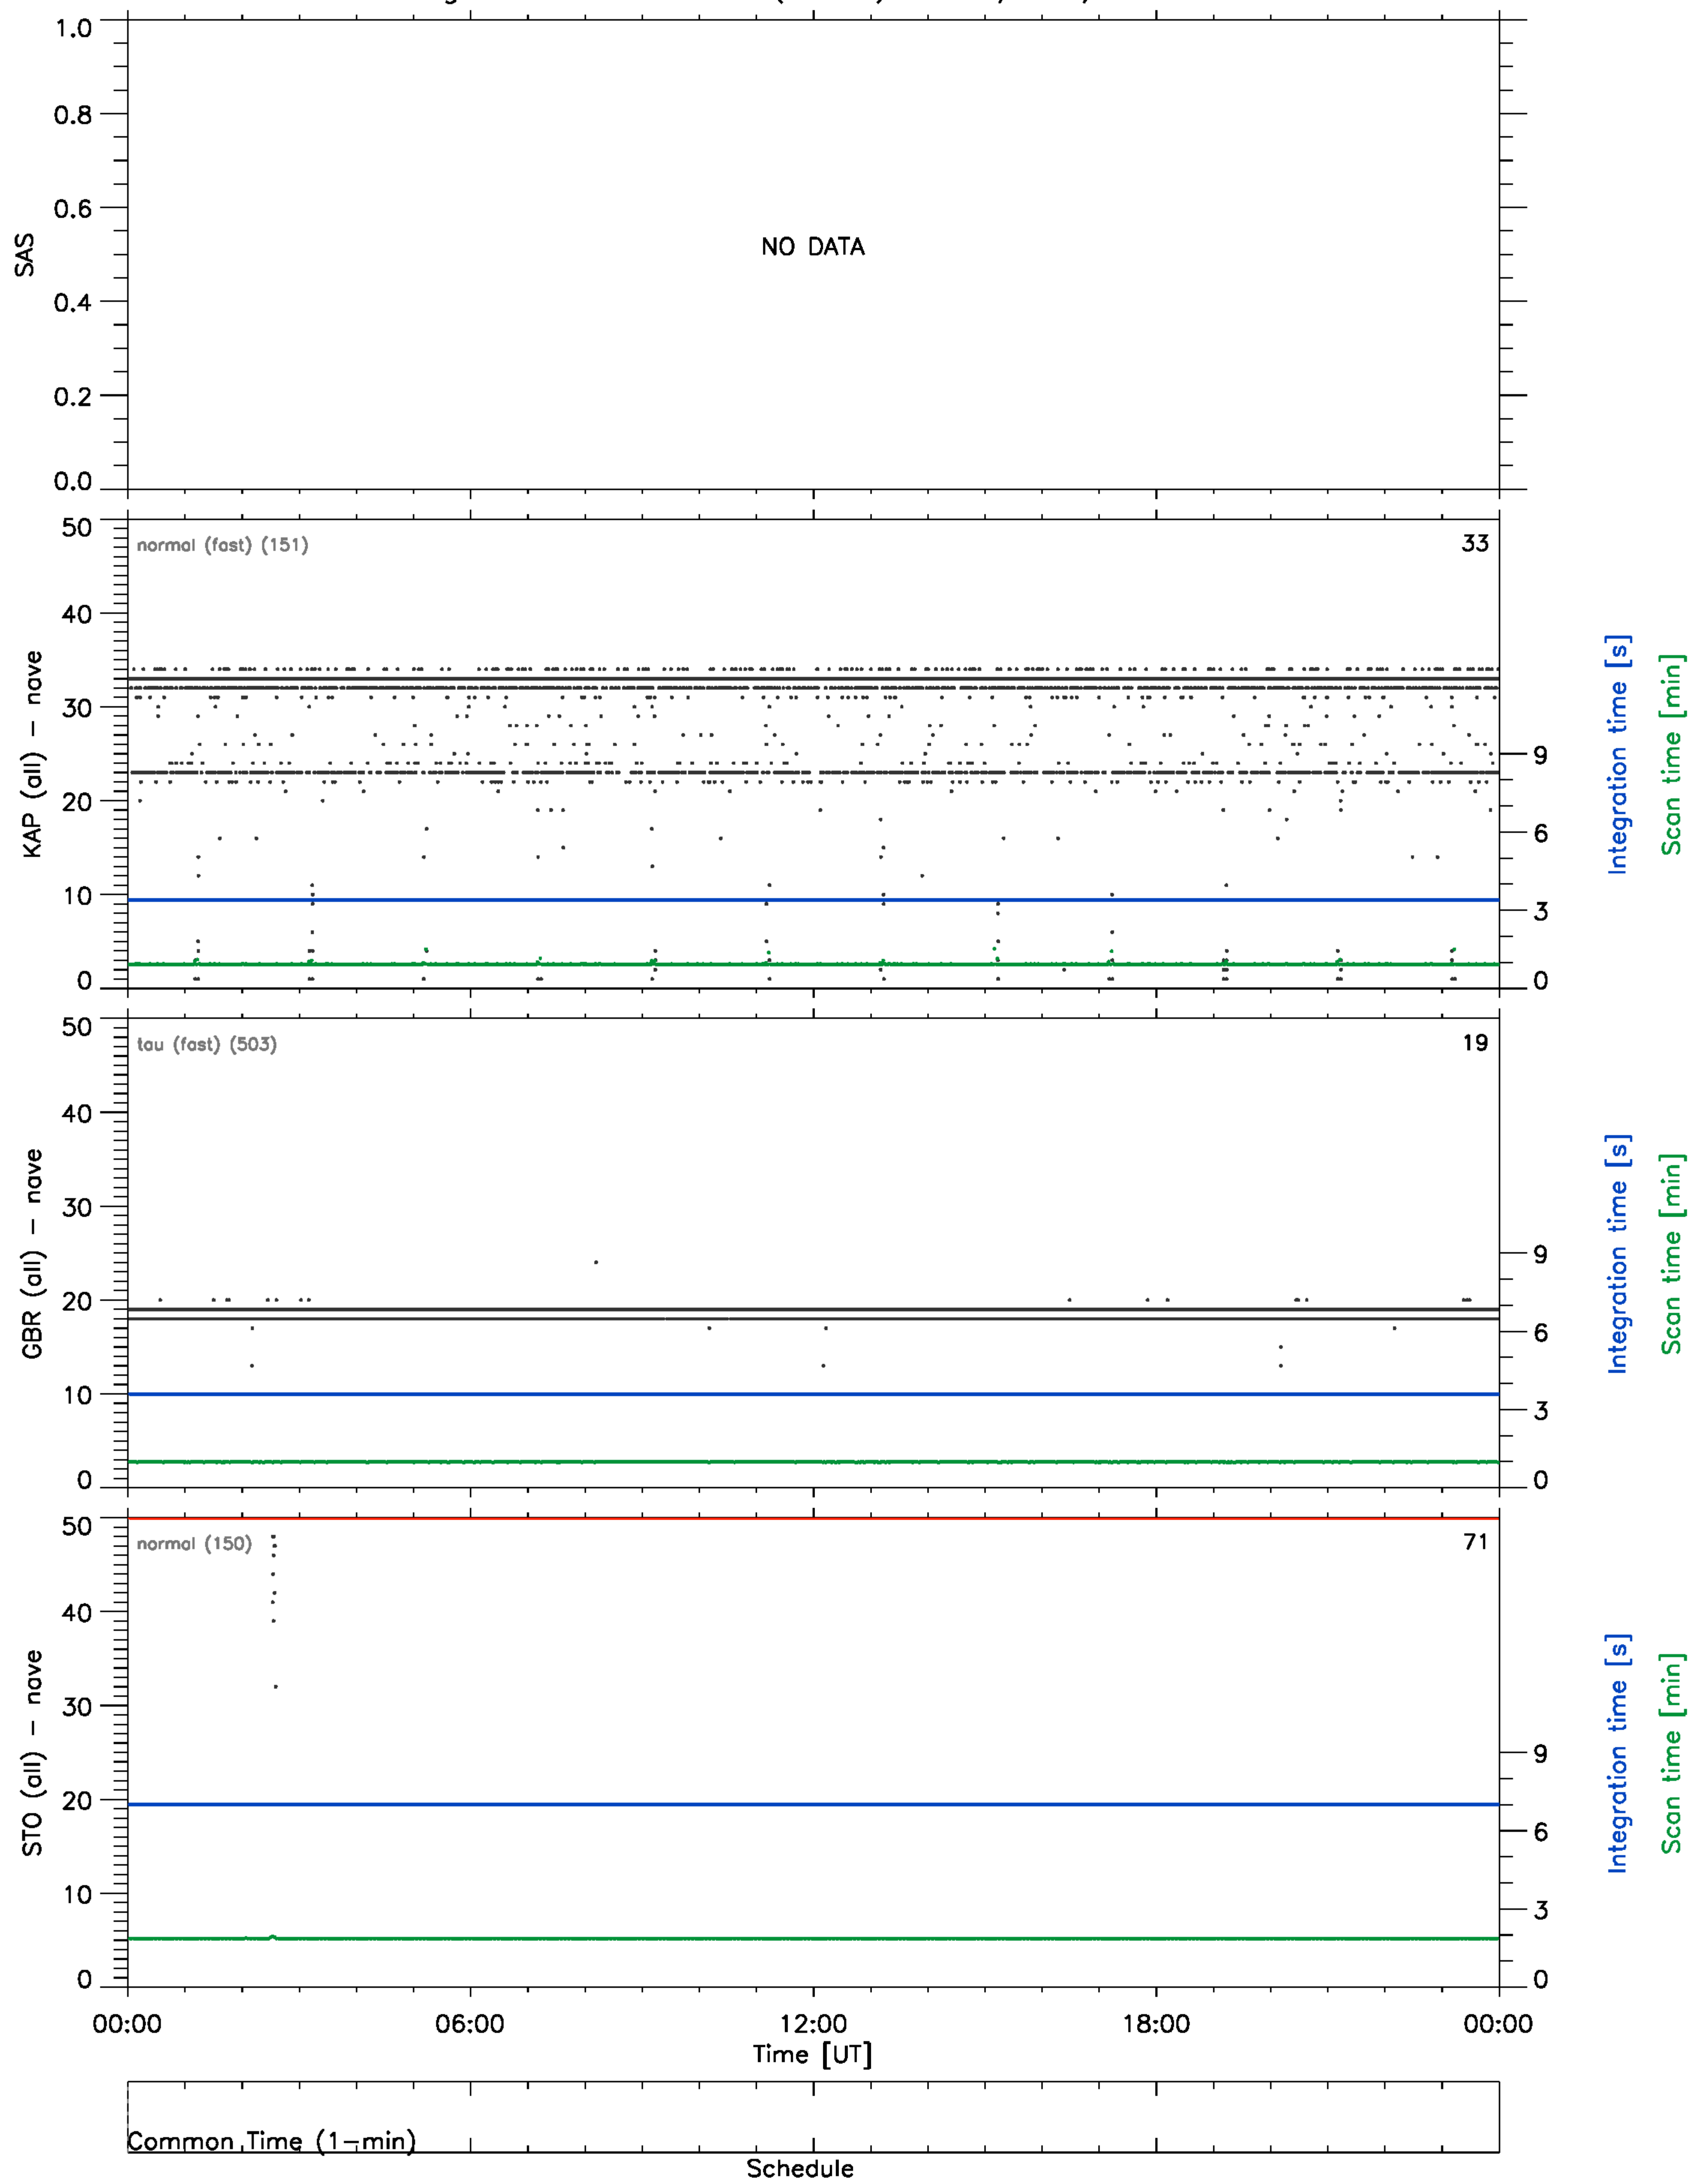 1.0
0.8
0.6
0.4
0.2
0.0
SAS
NO DATA
50
40
30
20
10
0
KAP (all) – nave
normal (fast) (151)
33
9
6
3
0
Integration time [s]
Scan time [min]
50
40
30
20
10
0
GBR (all) – nave
tau (fast) (503)
19
9
6
3
0
Integration time [s]
Scan time [min]
50
40
30
20
10
0
STO (all) – nave
normal (150)
71
9
6
3
0
Integration time [s]
Scan time [min]
00:00 06:00 12:00 18:00 00:00
Time [UT]
Common Time (1–min)
Schedule